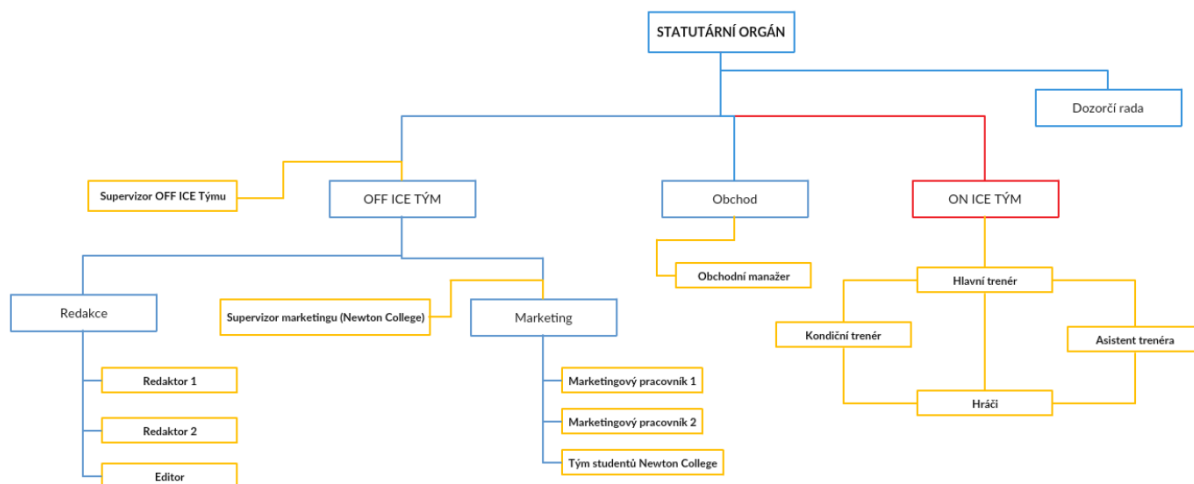 STATUTÁRNÍ ORGÁN
Dozorčí rada
Supervizor OFF ICE Týmu
OFF ICE TÝM
Obchod
ON ICE TÝM
Obchodní manažer
Hlavní trenér
Redakce
Supervizor marketingu (Newton College)
Marketing
Kondiční trenér
Asistent trenéra
Redaktor 1
Marketingový pracovník 1
Hráči
Redaktor 2
Marketingový pracovník 2
Editor
Tým studentů Newton College